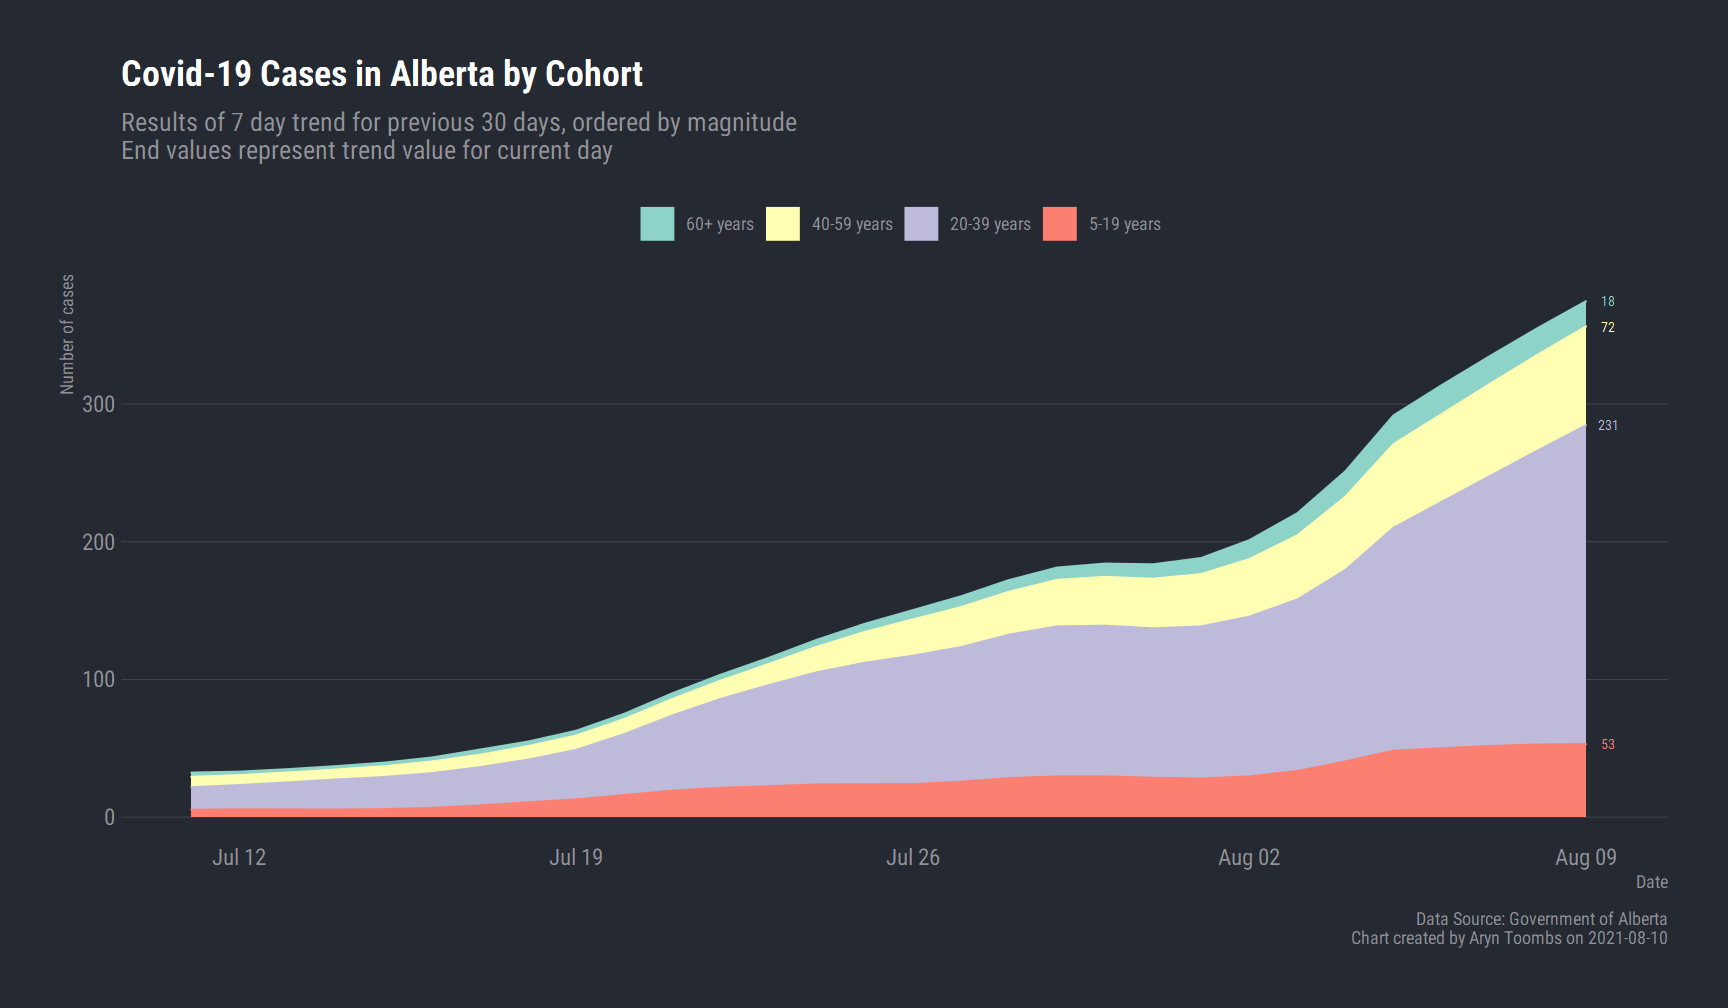 Covid-19 Cases in Alberta by Cohort
Results of 7 day trend for previous 30 days, ordered by magnitude
End values represent trend value for current day
60+ years
40-59 years
20-39 years
5-19 years
Number of cases
300
200
100
0
18
72
231
53
Jul 12
Jul 19
Jul 26
Aug 02
Aug 09
Date
Data Source: Government of Alberta
Chart created by Aryn Toombs on 2021-08-10